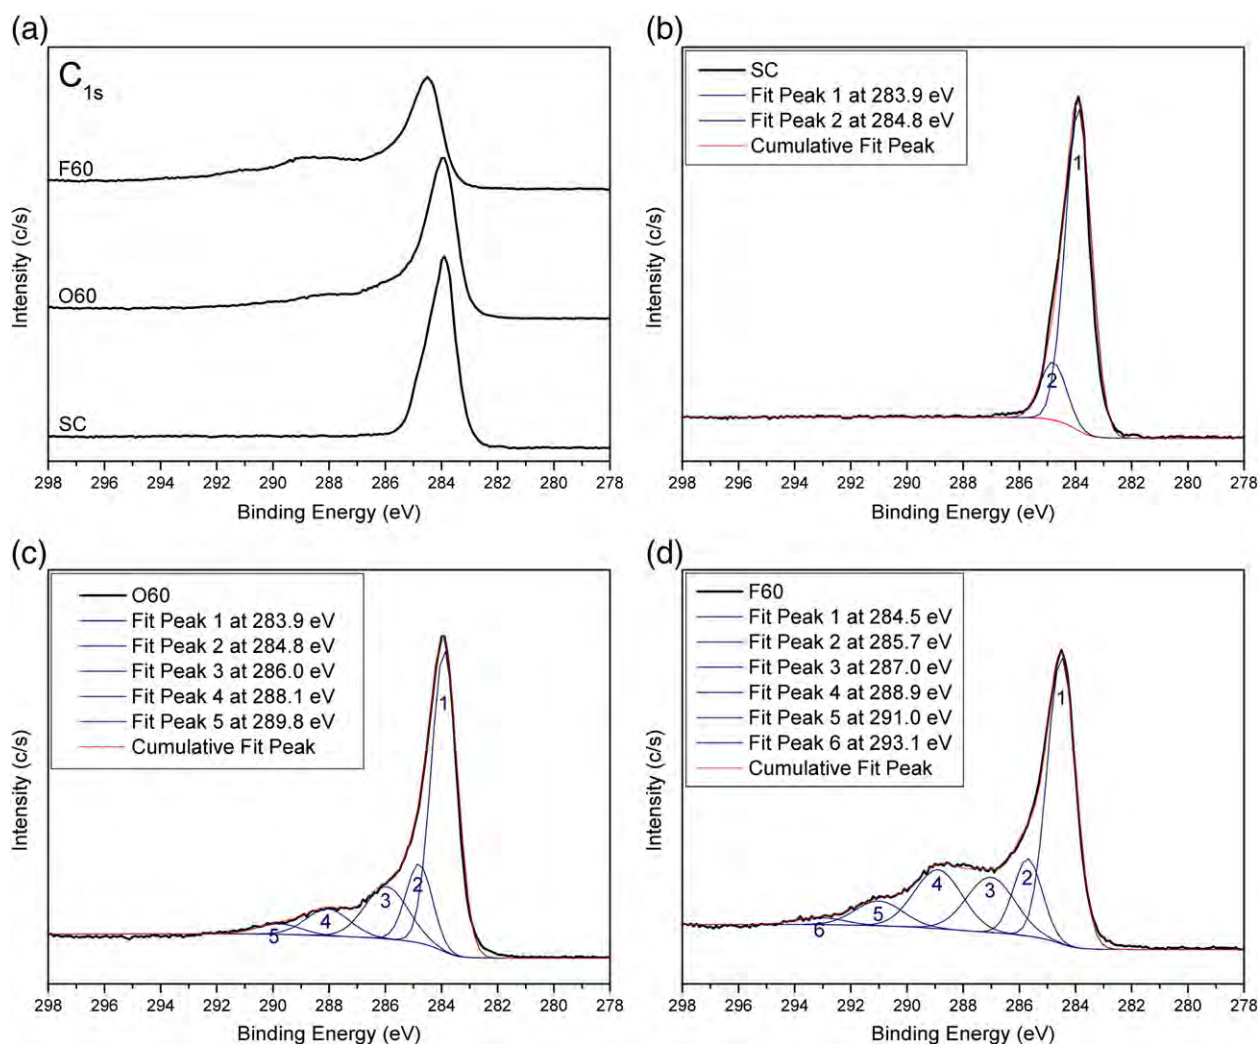 (a)
C1s
F60
O60
SC
Intensity (c/s)
298 296 294 292 290 288 286 284 282 280 278
Binding Energy (eV)
(b)
SC
Fit Peak 1 at 283.9 eV
Fit Peak 2 at 284.8 eV
Cumulative Fit Peak
1
2
Intensity (c/s)
298 296 294 292 290 288 286 284 282 280 278
Binding Energy (eV)
(c)
O60
Fit Peak 1 at 283.9 eV
Fit Peak 2 at 284.8 eV
Fit Peak 3 at 286.0 eV
Fit Peak 4 at 288.1 eV
Fit Peak 5 at 289.8 eV
Cumulative Fit Peak
1
2
3
4
5
Intensity (c/s)
298 296 294 292 290 288 286 284 282 280 278
Binding Energy (eV)
(d)
F60
Fit Peak 1 at 284.5 eV
Fit Peak 2 at 285.7 eV
Fit Peak 3 at 287.0 eV
Fit Peak 4 at 288.9 eV
Fit Peak 5 at 291.0 eV
Fit Peak 6 at 293.1 eV
Cumulative Fit Peak
1
2
3
4
5
6
Intensity (c/s)
298 296 294 292 290 288 286 284 282 280 278
Binding Energy (eV)